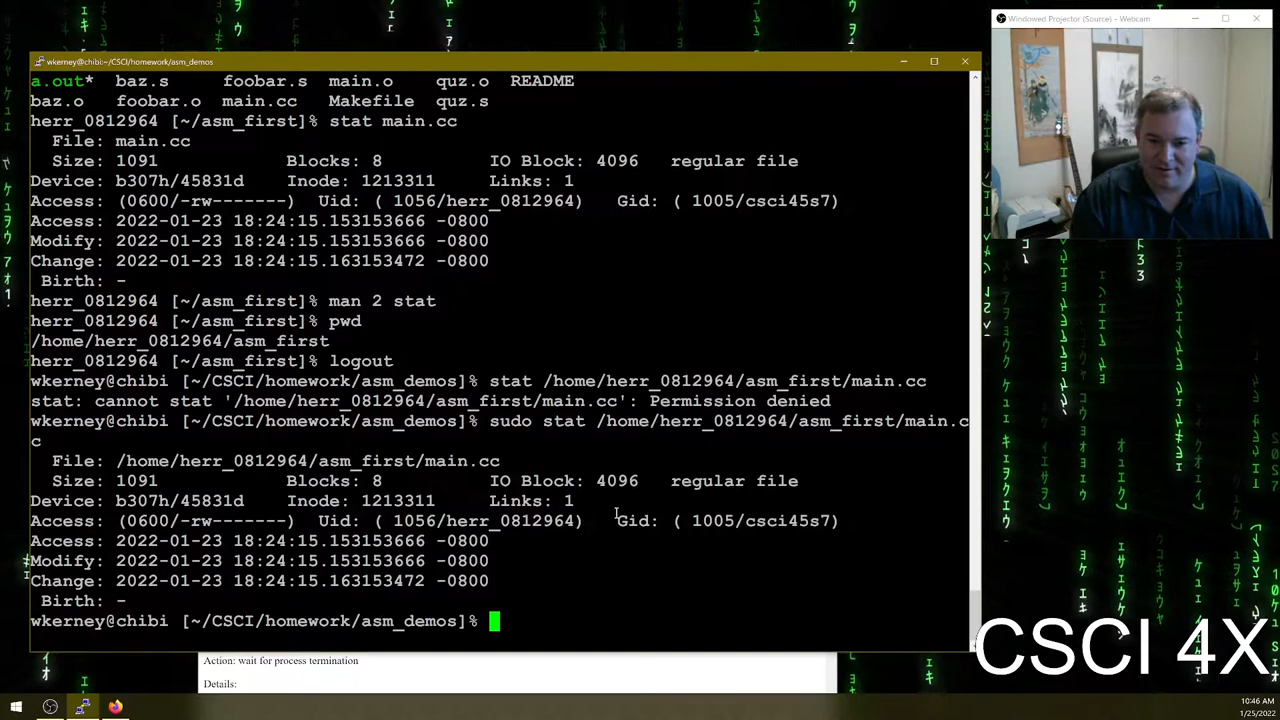 Windowed Projector (Source) - Webcam
wkerney@chibi:~/CSCI/homework/asm_demos
a.out* baz.s foobar.s main.o quz.o README
baz.o foobar.o main.cc Makefile quz.s
herr_0812964 [~/asm_first]% stat main.cc
File: main.cc
Size: 1091 Blocks: 8 IO Block: 4096 regular file
Device: b307h/45831d Inode: 1213311 Links: 1
Access: (0600/-rw-------) Uid: ( 1056/herr_0812964) Gid: ( 1005/csci45s7)
Access: 2022-01-23 18:24:15.153153666 -0800
Modify: 2022-01-23 18:24:15.153153666 -0800
Change: 2022-01-23 18:24:15.163153472 -0800
Birth: -
herr_0812964 [~/asm_first]% man 2 stat
herr_0812964 [~/asm_first]% pwd
/home/herr_0812964/asm_first
herr_0812964 [~/asm_first]% logout
wkerney@chibi [~/CSCI/homework/asm_demos]% stat /home/herr_0812964/asm_first/main.cc
stat: cannot stat '/home/herr_0812964/asm_first/main.cc': Permission denied
wkerney@chibi [~/CSCI/homework/asm_demos]% sudo stat /home/herr_0812964/asm_first/main.c
c
File: /home/herr_0812964/asm_first/main.cc
Size: 1091 Blocks: 8 IO Block: 4096 regular file
Device: b307h/45831d Inode: 1213311 Links: 1
Access: (0600/-rw-------) Uid: ( 1056/herr_0812964) Gid: ( 1005/csci45s7)
Access: 2022-01-23 18:24:15.153153666 -0800
Modify: 2022-01-23 18:24:15.153153666 -0800
Change: 2022-01-23 18:24:15.163153472 -0800
Birth: -
wkerney@chibi [~/CSCI/homework/asm_demos]%
CSCI 4X
Action: wait for process termination
Details:
10:46 AM
1/25/2022